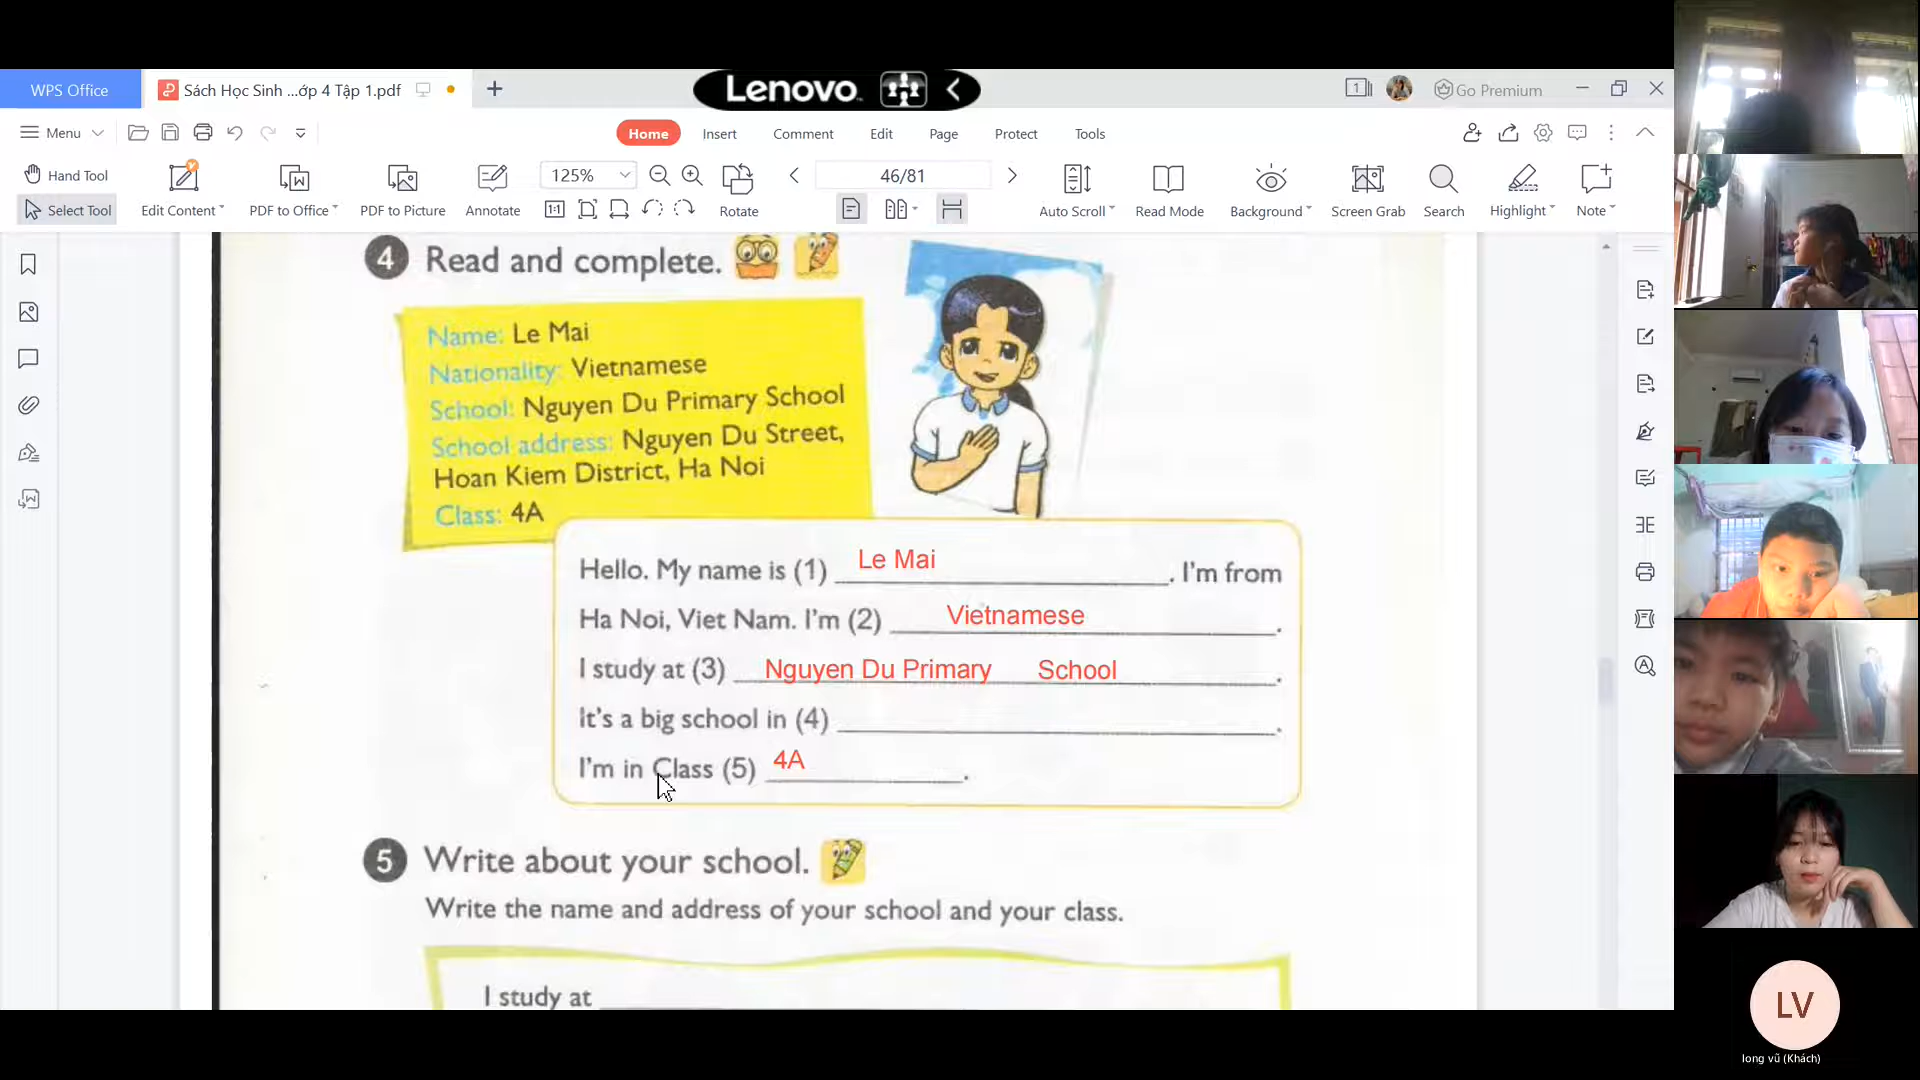 Lenovo
WPS Office
Sách Học Sinh ...ớp 4 Tập 1.pdf
Go Premium
Menu
Home
Insert
Comment
Edit
Page
Protect
Tools
Hand Tool
125%
46/81
Select Tool
Edit Content
PDF to Office
PDF to Picture
Annotate
1:1
Rotate
Auto Scroll
Read Mode
Background
Screen Grab
Search
Highlight
Note
4 Read and complete.
Name: Le Mai
Nationality: Vietnamese
School: Nguyen Du Primary School
School address: Nguyen Du Street,
Hoan Kiem District, Ha Noi
Class: 4A
Hello. My name is (1) Le Mai. I'm from
Ha Noi, Viet Nam. I'm (2) Vietnamese.
I study at (3) Nguyen Du Primary School.
It's a big school in (4) .
I'm in Class (5) 4A.
5 Write about your school.
Write the name and address of your school and your class.
I study at
LV
long vũ (Khách)